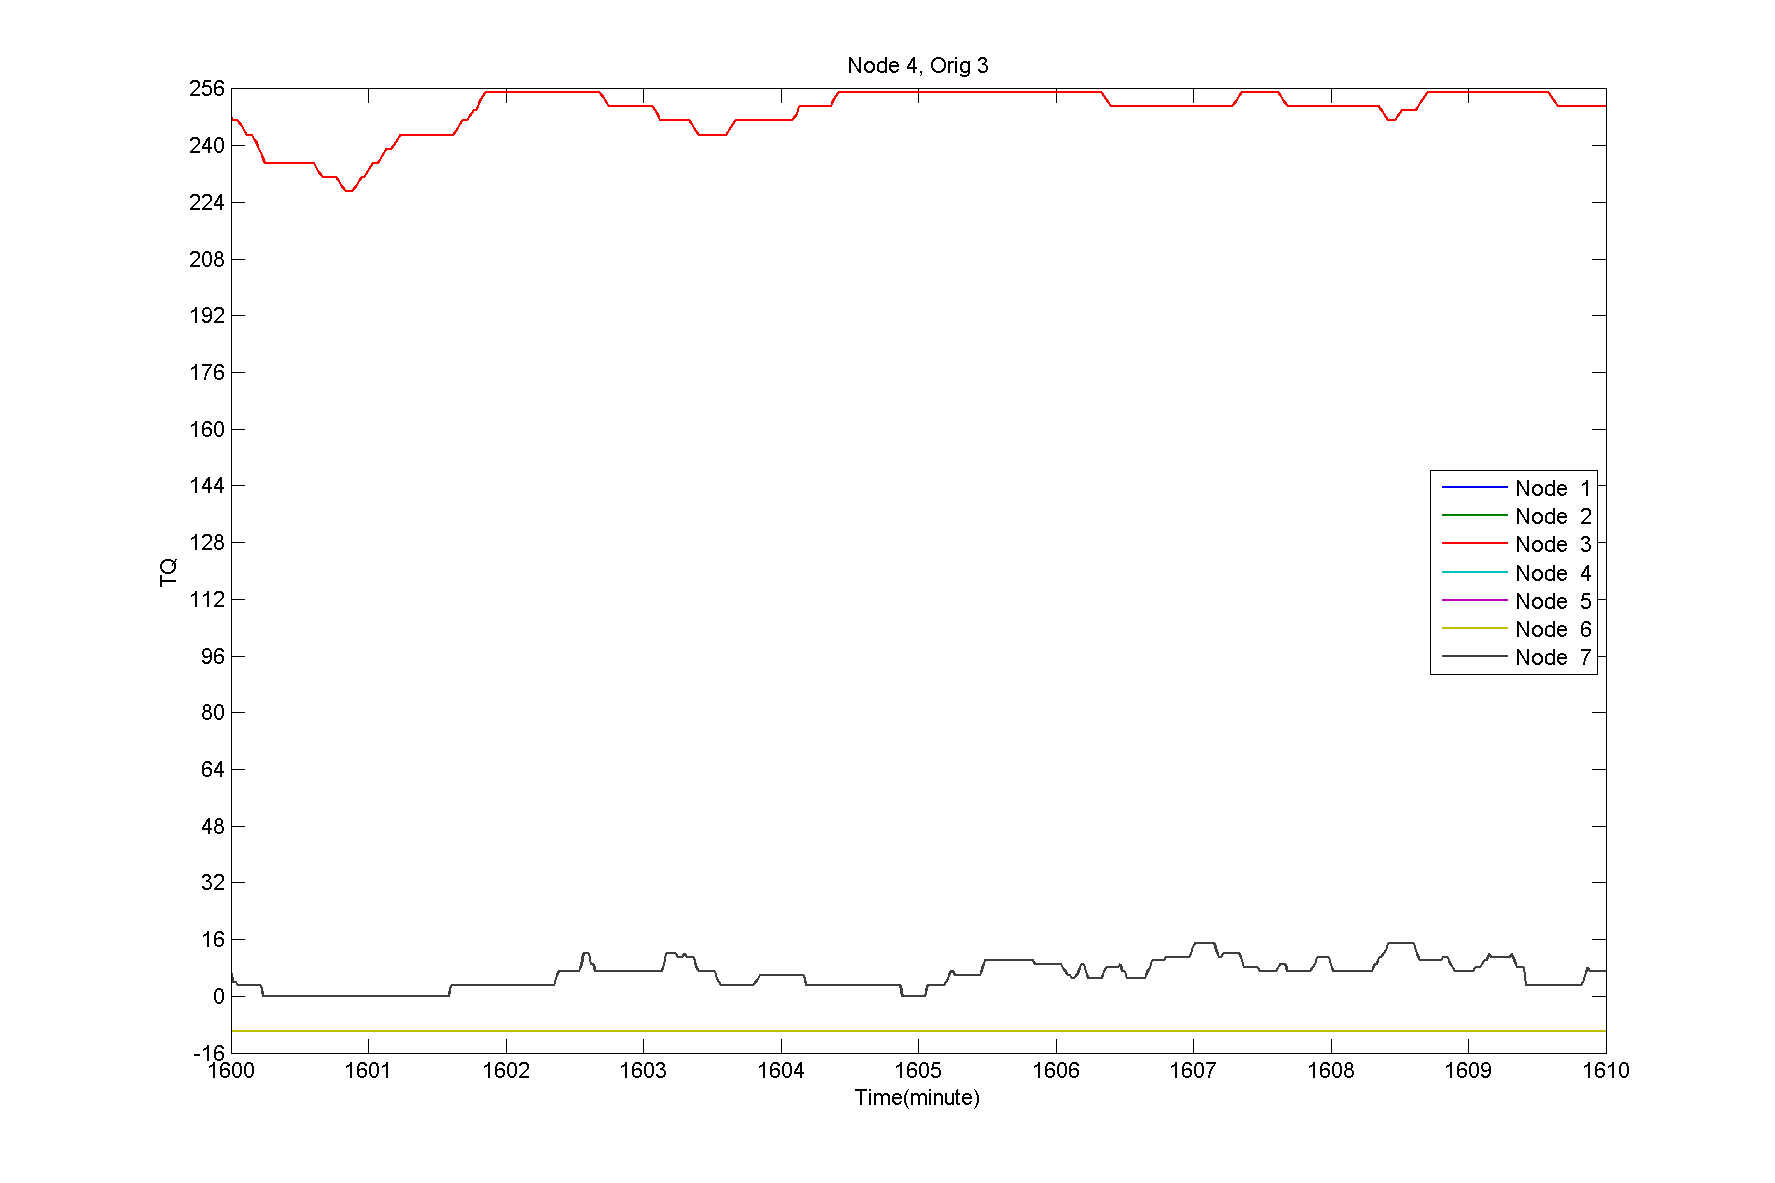 Node 4, Orig 3
256
240
224
208
192
176
160
144
128
112
96
80
64
48
32
16
0
-16
TQ
1600 1601 1602 1603 1604 1605 1606 1607 1608 1609 1610
Time(minute)
Node 1
Node 2
Node 3
Node 4
Node 5
Node 6
Node 7